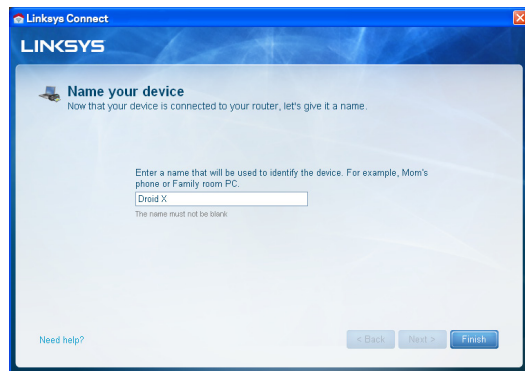 Linksys Connect
LINKSYS
Name your device
Now that your device is connected to your router, let's give it a name.
Enter a name that will be used to identify the device. For example, Mom's
phone or Family room PC.
Droid X
The name must not be blank
Need help?
< Back
Next >
Finish